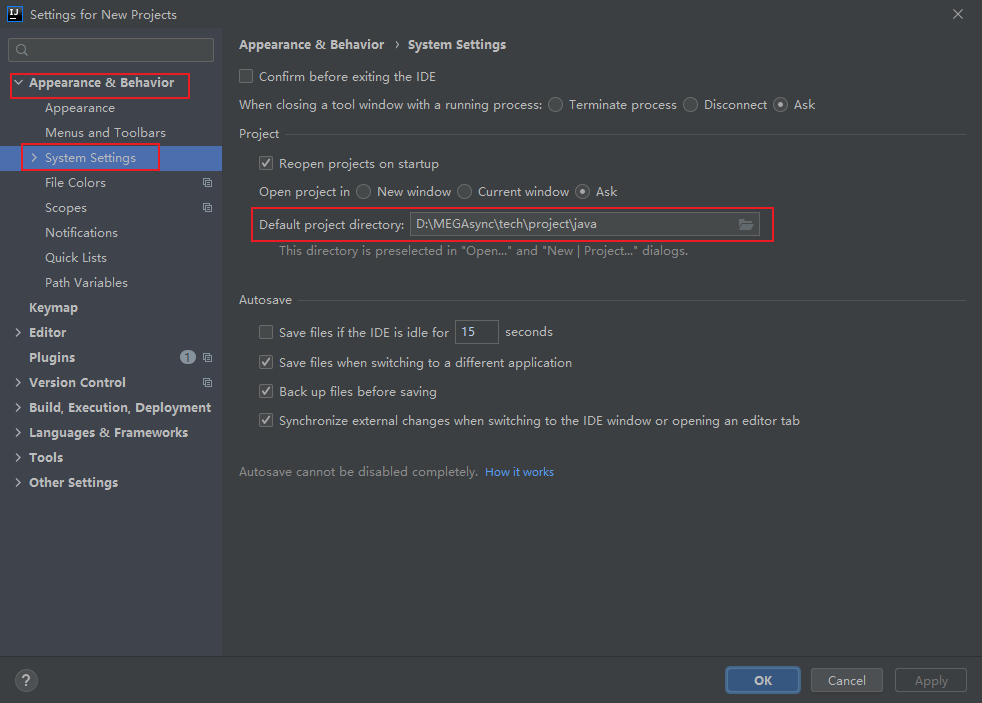 Settings for New Projects
Appearance & Behavior
Appearance
Menus and Toolbars
System Settings
File Colors
Scopes
Notifications
Quick Lists
Path Variables
Keymap
Editor
Plugins 1
Version Control
Build, Execution, Deployment
Languages & Frameworks
Tools
Other Settings
Appearance & Behavior › System Settings
Confirm before exiting the IDE
When closing a tool window with a running process: Terminate process Disconnect Ask
Project
Reopen projects on startup
Open project in New window Current window Ask
Default project directory: D:\MEGAsync\tech\project\java
This directory is preselected in "Open..." and "New | Project..." dialogs.
Autosave
Save files if the IDE is idle for 15 seconds
Save files when switching to a different application
Back up files before saving
Synchronize external changes when switching to the IDE window or opening an editor tab
Autosave cannot be disabled completely. How it works
? OK Cancel Apply